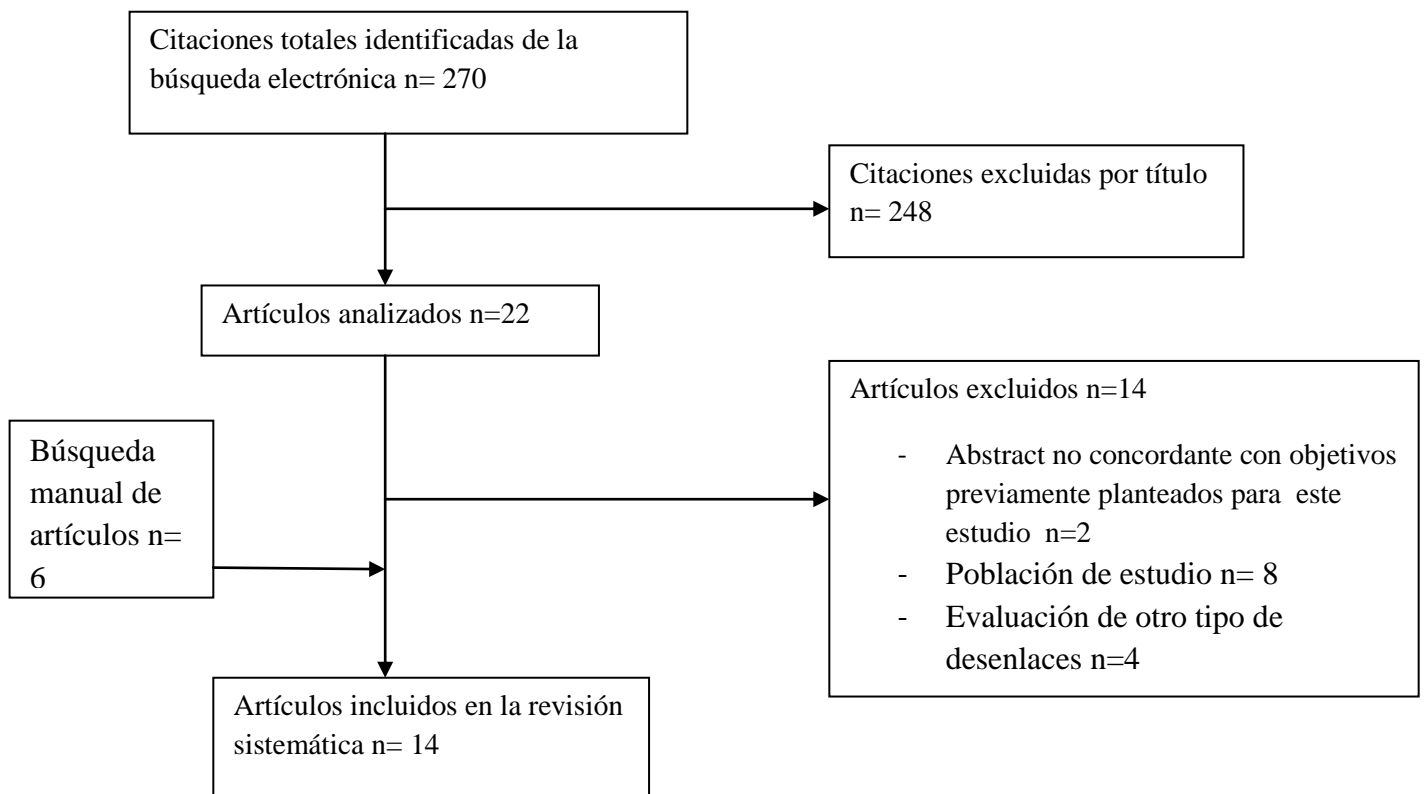 Citaciones totales identificadas de la
búsqueda electrónica n= 270
Citaciones excluidas por título
n= 248
Artículos analizados n=22
Artículos excluidos n=14
- Abstract no concordante con objetivos
previamente planteados para este
estudio n=2
- Población de estudio n= 8
- Evaluación de otro tipo de
desenlaces n=4
Búsqueda
manual de
artículos n=
6
Artículos incluidos en la revisión
sistemática n= 14